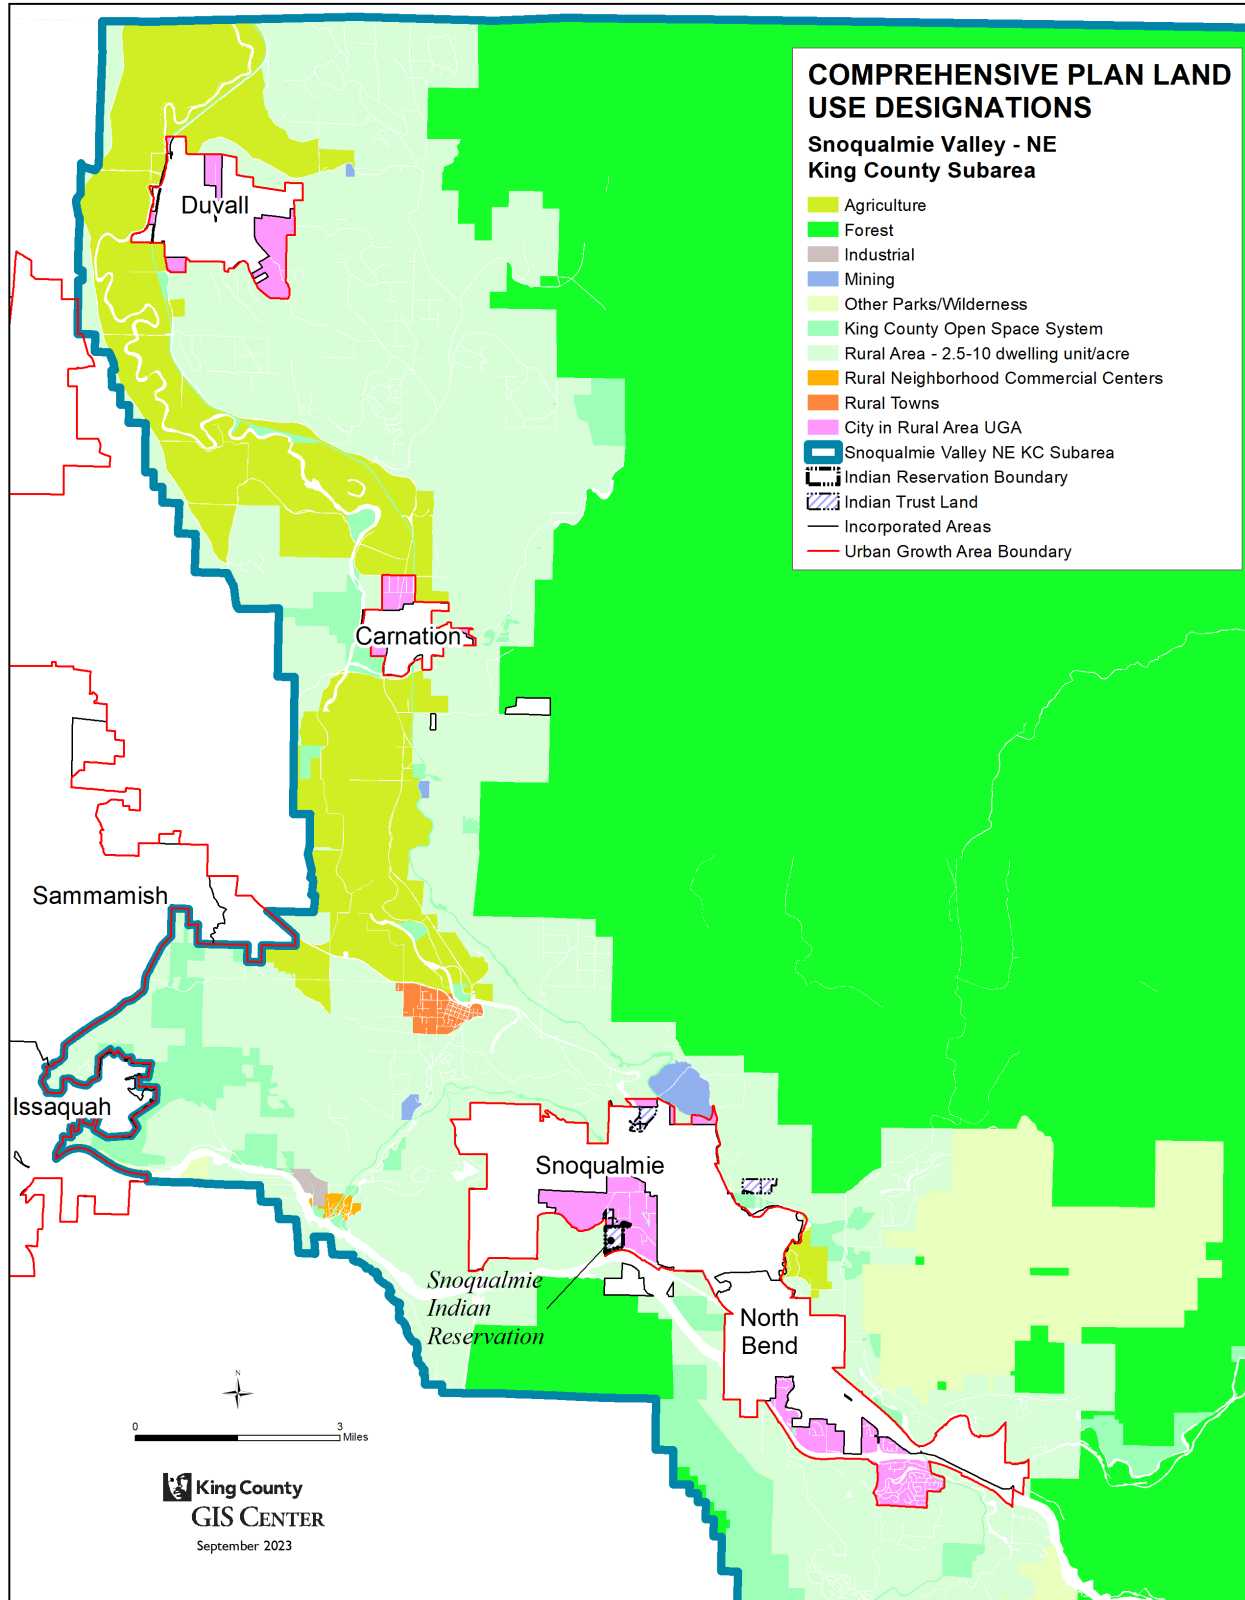 COMPREHENSIVE PLAN LAND
USE DESIGNATIONS
Snoqualmie Valley - NE
King County Subarea
Agriculture
Forest
Industrial
Mining
Other Parks/Wilderness
King County Open Space System
Rural Area - 2.5-10 dwelling unit/acre
Rural Neighborhood Commercial Centers
Rural Towns
City in Rural Area UGA
Snoqualmie Valley NE KC Subarea
Indian Reservation Boundary
Indian Trust Land
Incorporated Areas
Urban Growth Area Boundary
Duvall
Carnation
Sammamish
Issaquah
Snoqualmie
Snoqualmie
Indian
Reservation
North
Bend
N
0 3
Miles
King County
GIS CENTER
September 2023